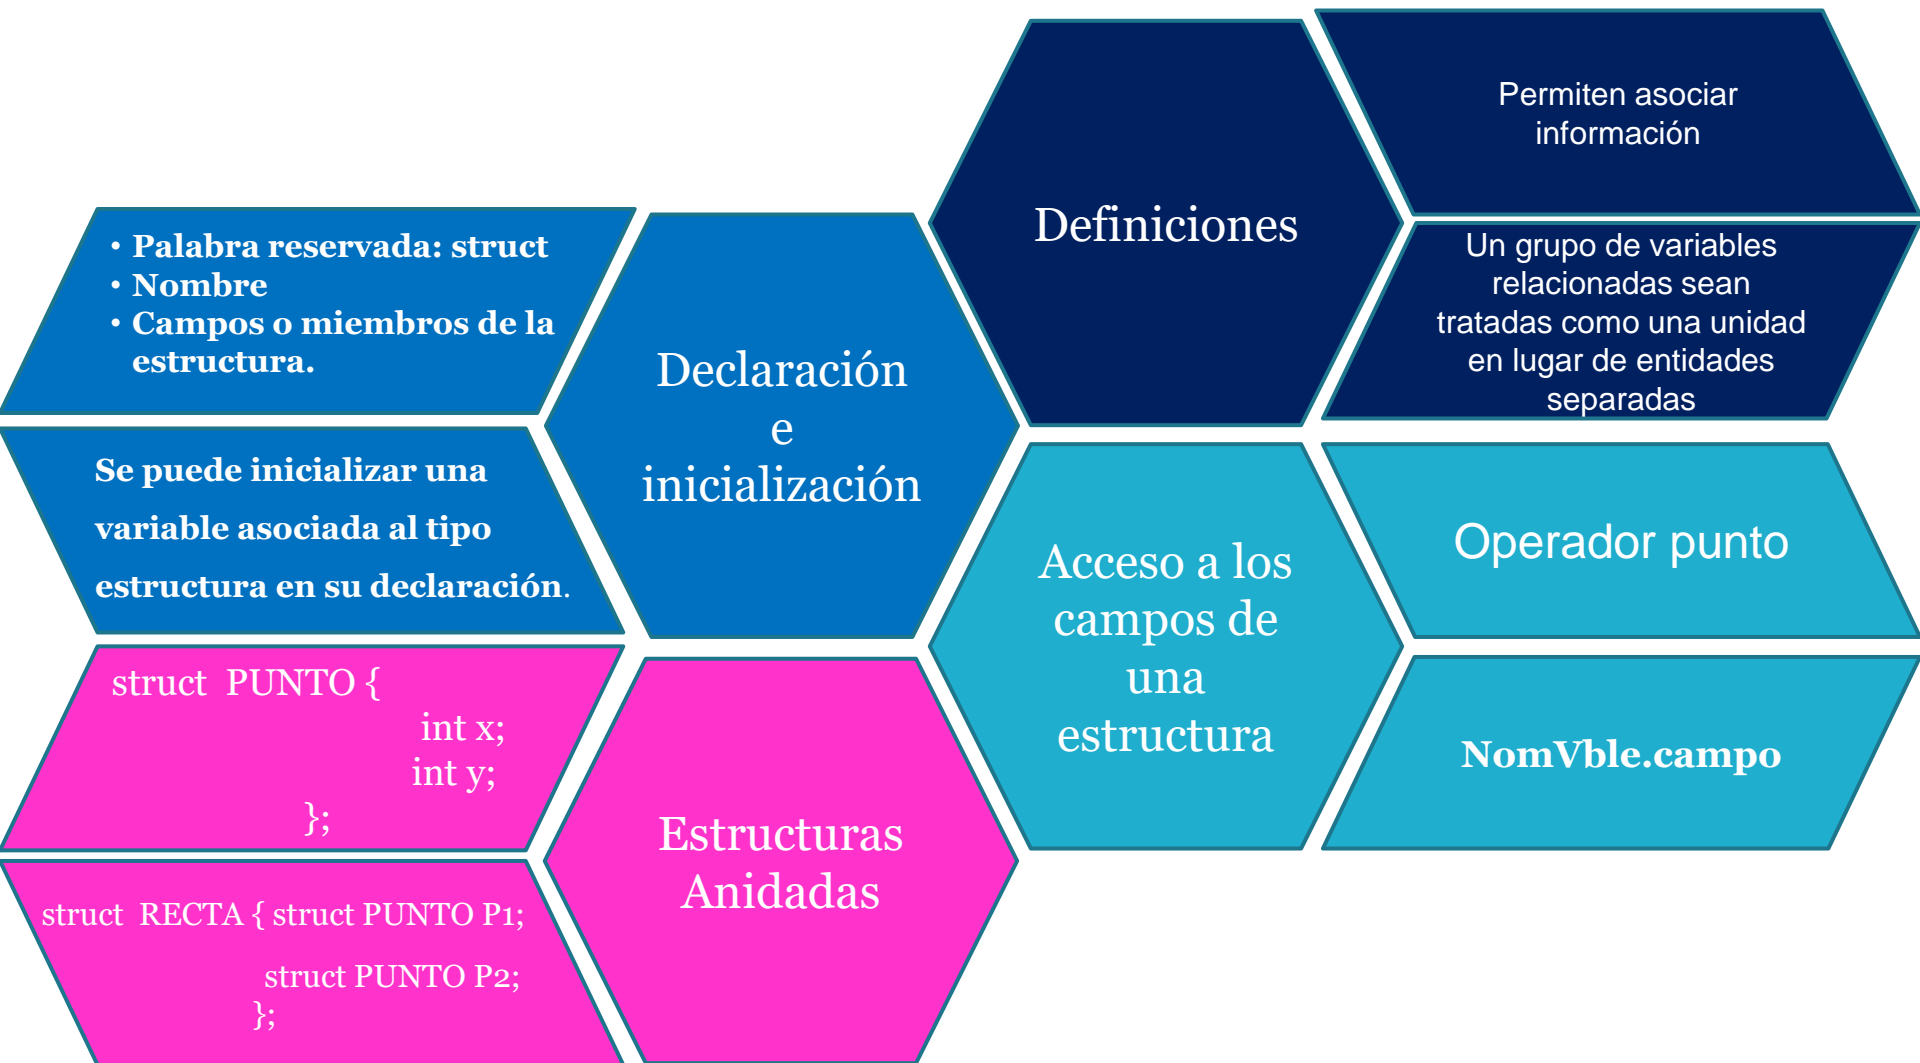 Definiciones
Permiten asociar
información
Un grupo de variables
relacionadas sean
tratadas como una unidad
en lugar de entidades
separadas
• Palabra reservada: struct
• Nombre
• Campos o miembros de la
estructura.
Se puede inicializar una
variable asociada al tipo
estructura en su declaración.
Declaración
e
inicialización
Acceso a los
campos de
una
estructura
Operador punto
NomVble.campo
struct PUNTO {
int x;
int y;
};
struct RECTA { struct PUNTO P1;
struct PUNTO P2;
};
Estructuras
Anidadas